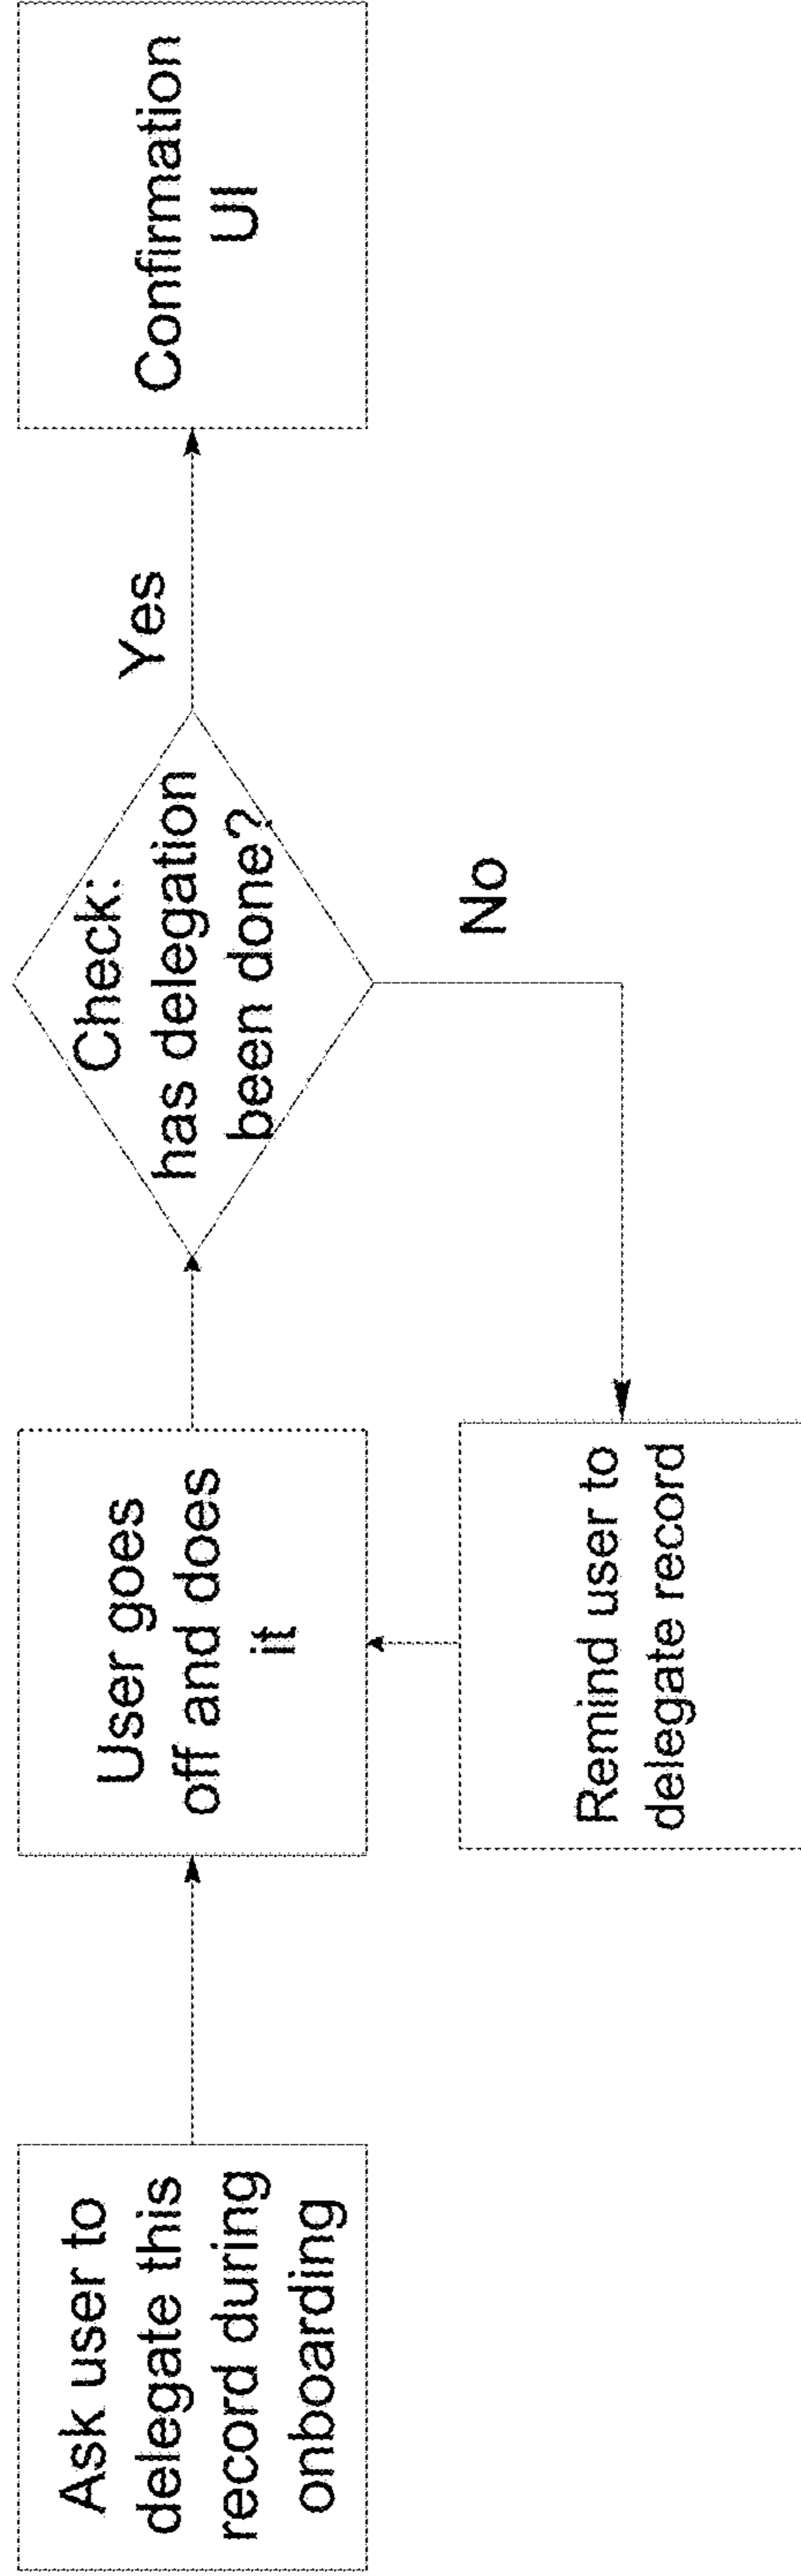 Ask user to
delegate this
record during
onboarding
User goes
off and does
it
Check:
has delegation
been done?
Yes
Confirmation
UI
No
Remind user to
delegate record